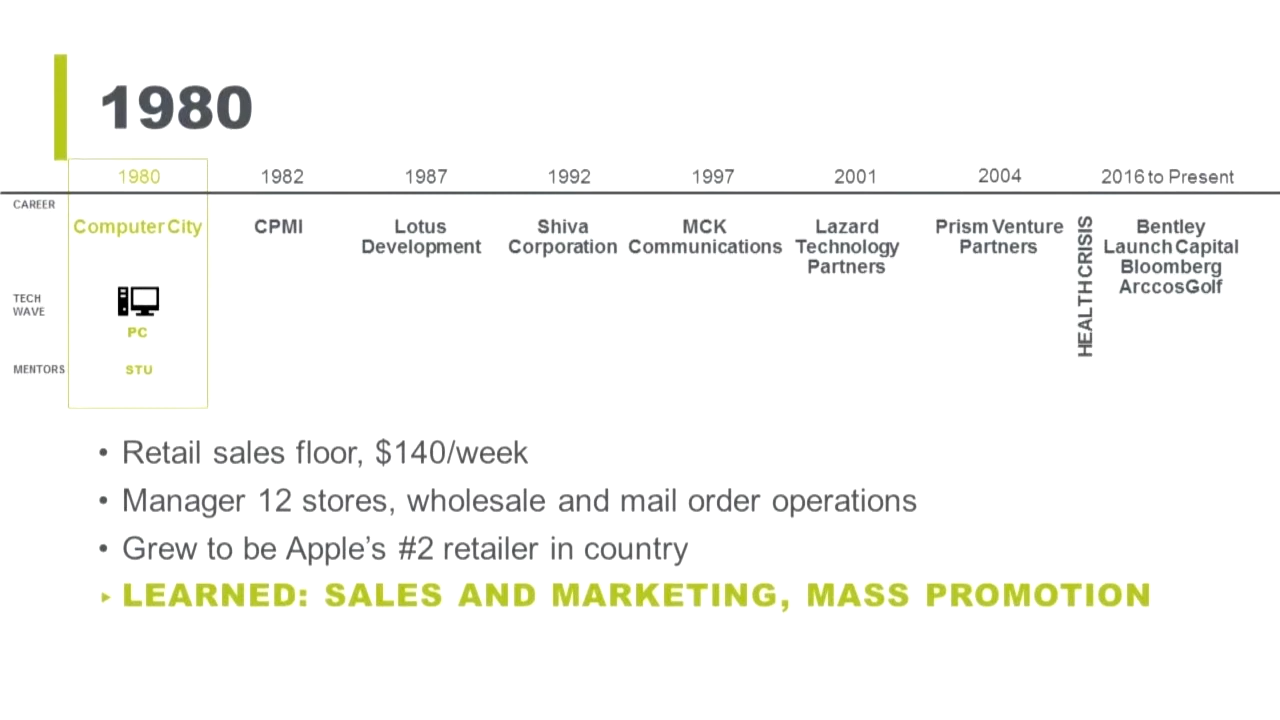 1980
1980 1982 1987 1992 1997 2001 2004 2016 to Present
CAREER
Computer City CPMI Lotus Shiva MCK Lazard Prism Venture Bentley
Development Corporation Communications Technology Partners Launch Capital
Partners Bloomberg
ArccosGolf
HEALTH CRISIS
TECH
WAVE
PC
MENTORS STU
• Retail sales floor, $140/week
• Manager 12 stores, wholesale and mail order operations
• Grew to be Apple’s #2 retailer in country
▸ LEARNED: SALES AND MARKETING, MASS PROMOTION